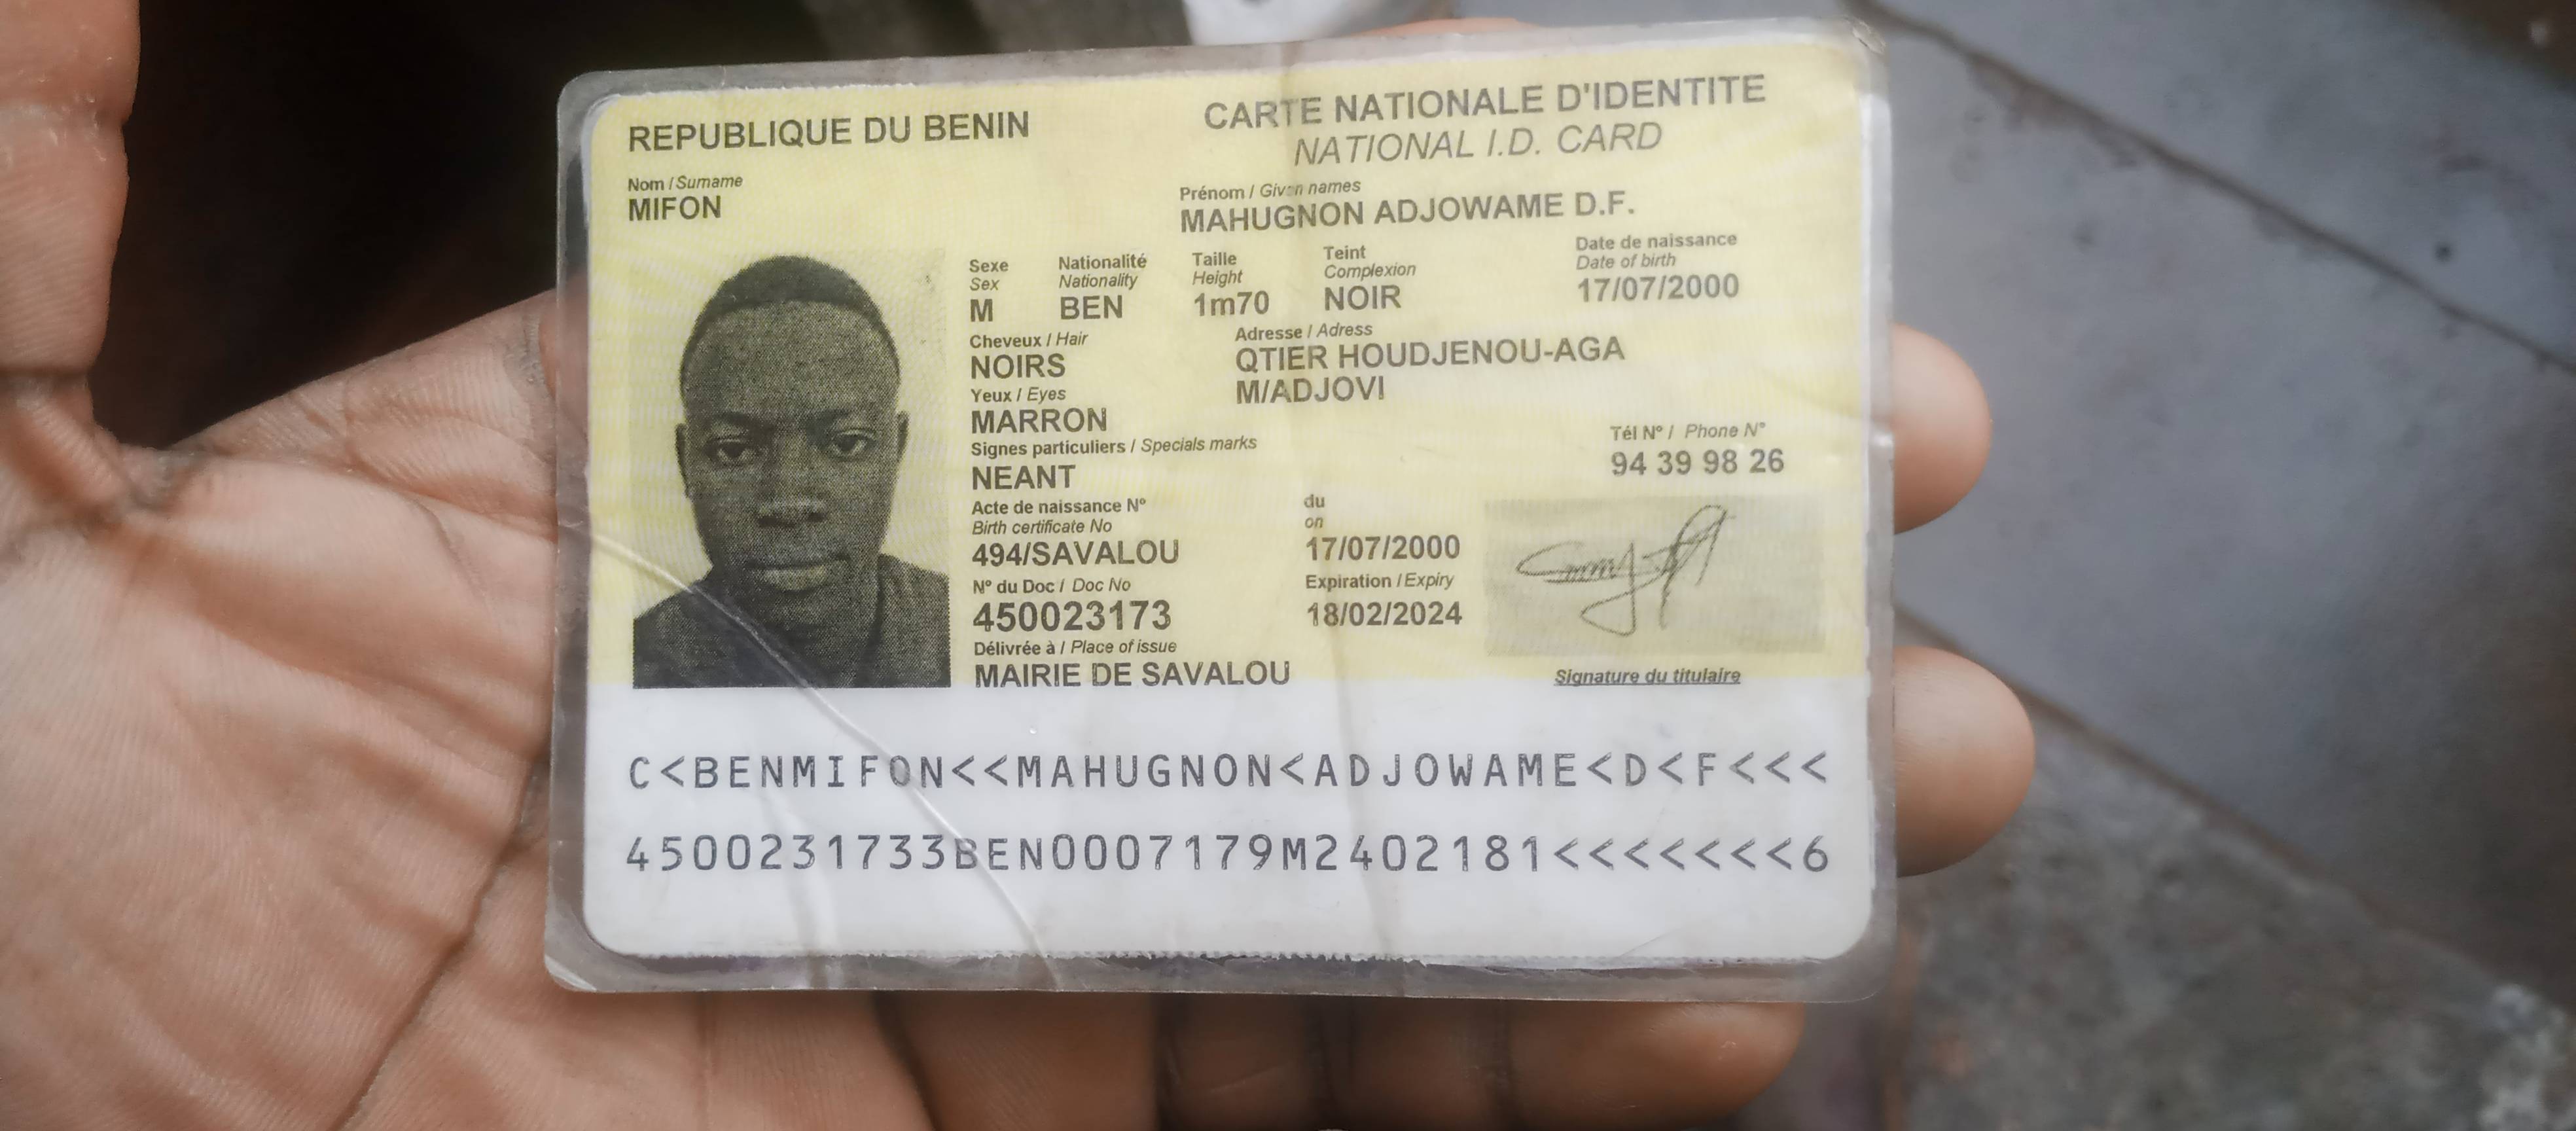 REPUBLIQUE DU BENIN
CARTE NATIONALE D'IDENTITE
NATIONAL I.D. CARD
Nom / Surname
MIFON
Prénom / Given names
MAHUGNON ADJOWAME D.F.
Sexe
Sex
M
Nationalité
Nationality
BEN
Taille
Height
1m70
Teint
Complexion
NOIR
Date de naissance
Date of birth
17/07/2000
Cheveux / Hair
NOIRS
Adresse / Adress
QTIER HOUDJENOU-AGA
M/ADJOVI
Yeux / Eyes
MARRON
Signes particuliers / Specials marks
NEANT
Tél N° / Phone N°
94 39 98 26
Acte de naissance N°
Birth certificate No
494/SAVALOU
du
on
17/07/2000
N° du Doc / Doc No
450023173
Expiration / Expiry
18/02/2024
Délivrée à / Place of issue
MAIRIE DE SAVALOU
Signature du titulaire
C<BENMIFON<<MAHUGNON<ADJOWAME<D<F<<<
4500231733BEN0007179M2402181<<<<<<<6